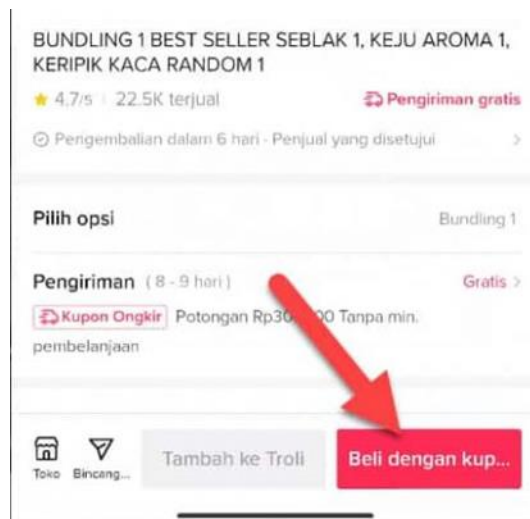 BUNDLING 1 BEST SELLER SEBLAK 1, KEJU AROMA 1,
KERIPIK KACA RANDOM 1
4.7/5 22.5K terjual Pengiriman gratis
Pengembalian dalam 6 hari - Penjual yang disetujui
Pilih opsi Bundling 1
Pengiriman (8 - 9 hari) Gratis
Kupon Ongkir Potongan Tanpa min.
pembelanjaan
Toko Bincang... Tambah ke Troli Beli dengan kup...